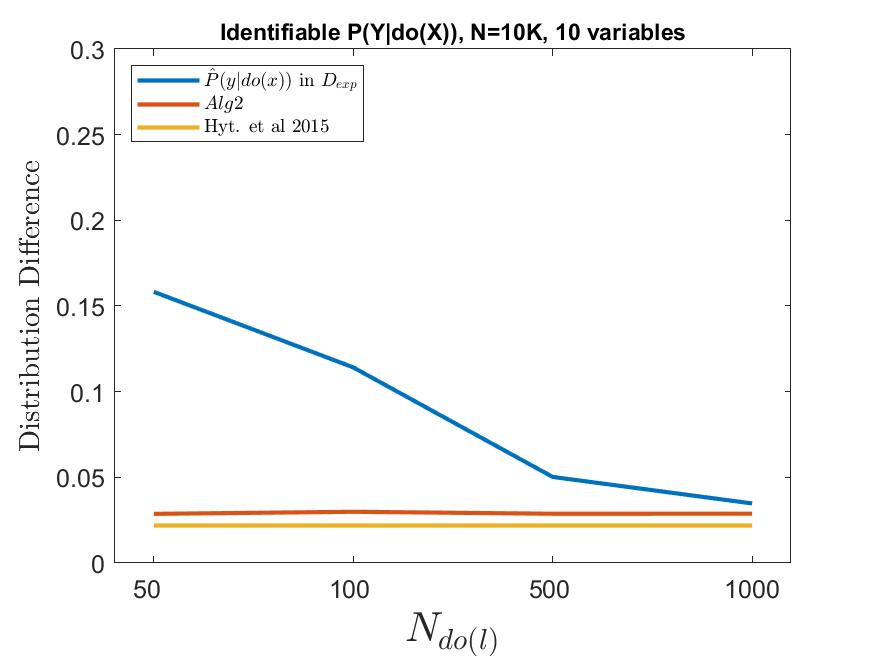 Identifiable P(Y|do(X)), N=10K, 10 variables
0.3
0.25
0.2
0.15
0.1
0.05
0
Distribution Difference
P̂(y|do(x)) in D_exp
Alg2
Hyt. et al 2015
50 100 500 1000
N_do(l)